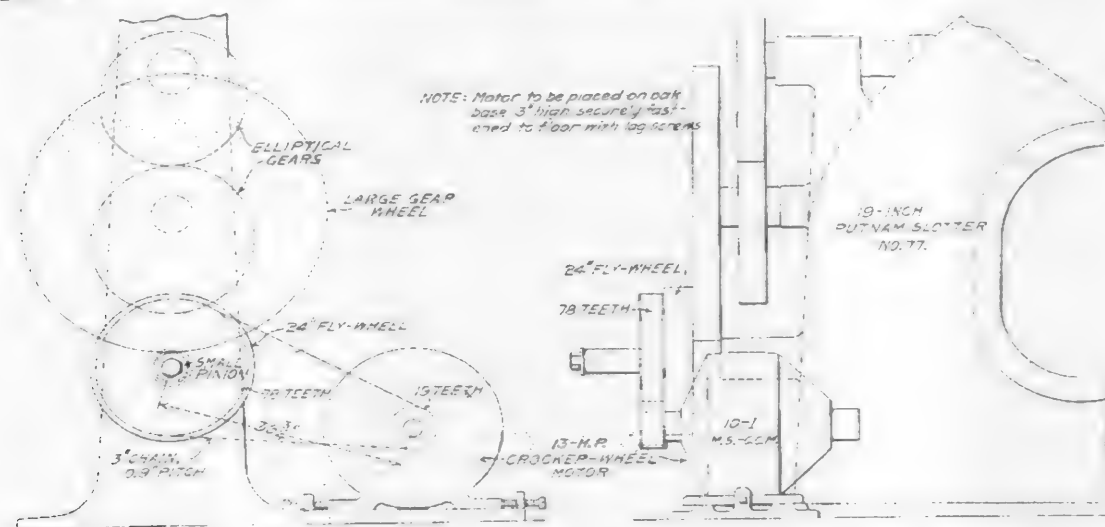 NOTE: Motor to be placed on oak
base 3" high securely fast-
ened to floor with lag screws
ELLIPTICAL
GEARS
LARGE GEAR
WHEEL
19-INCH
PUTNAM SLOTTER
NO. 77.
24" FLY-WHEEL,
78 TEETH
24" FLY-WHEEL
SMALL
PINION
78 TEETH
19 TEETH
3" CHAIN,
0.9" PITCH
13-H.P.
CROCKER-WHEEL
MOTOR
10-I
M.S.-C.C.M.